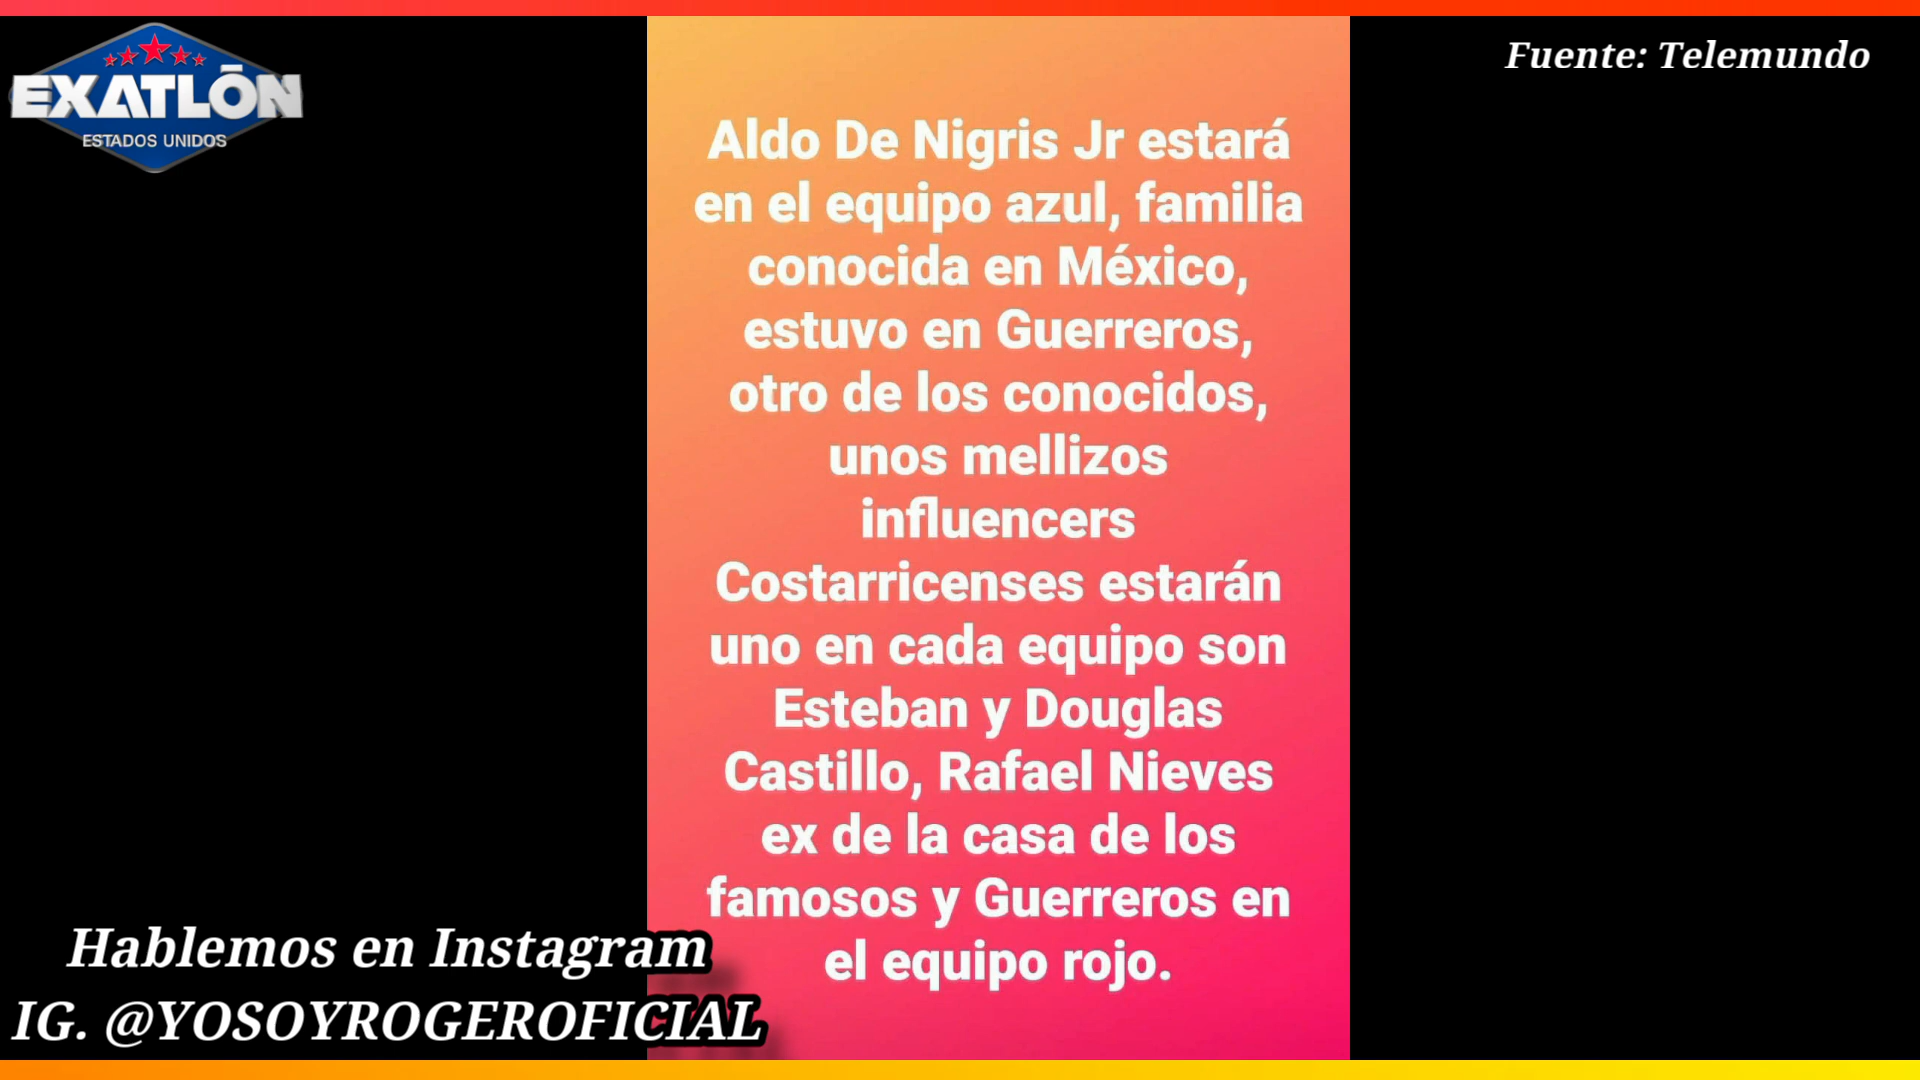 EXATLŌN
ESTADOS UNIDOS
Fuente: Telemundo
Aldo De Nigris Jr estará
en el equipo azul, familia
conocida en México,
estuvo en Guerreros,
otro de los conocidos,
unos mellizos
influencers
Costarricenses estarán
uno en cada equipo son
Esteban y Douglas
Castillo, Rafael Nieves
ex de la casa de los
famosos y Guerreros en
el equipo rojo.
Hablemos en Instagram
IG. @YOSOYROGEROFICIAL